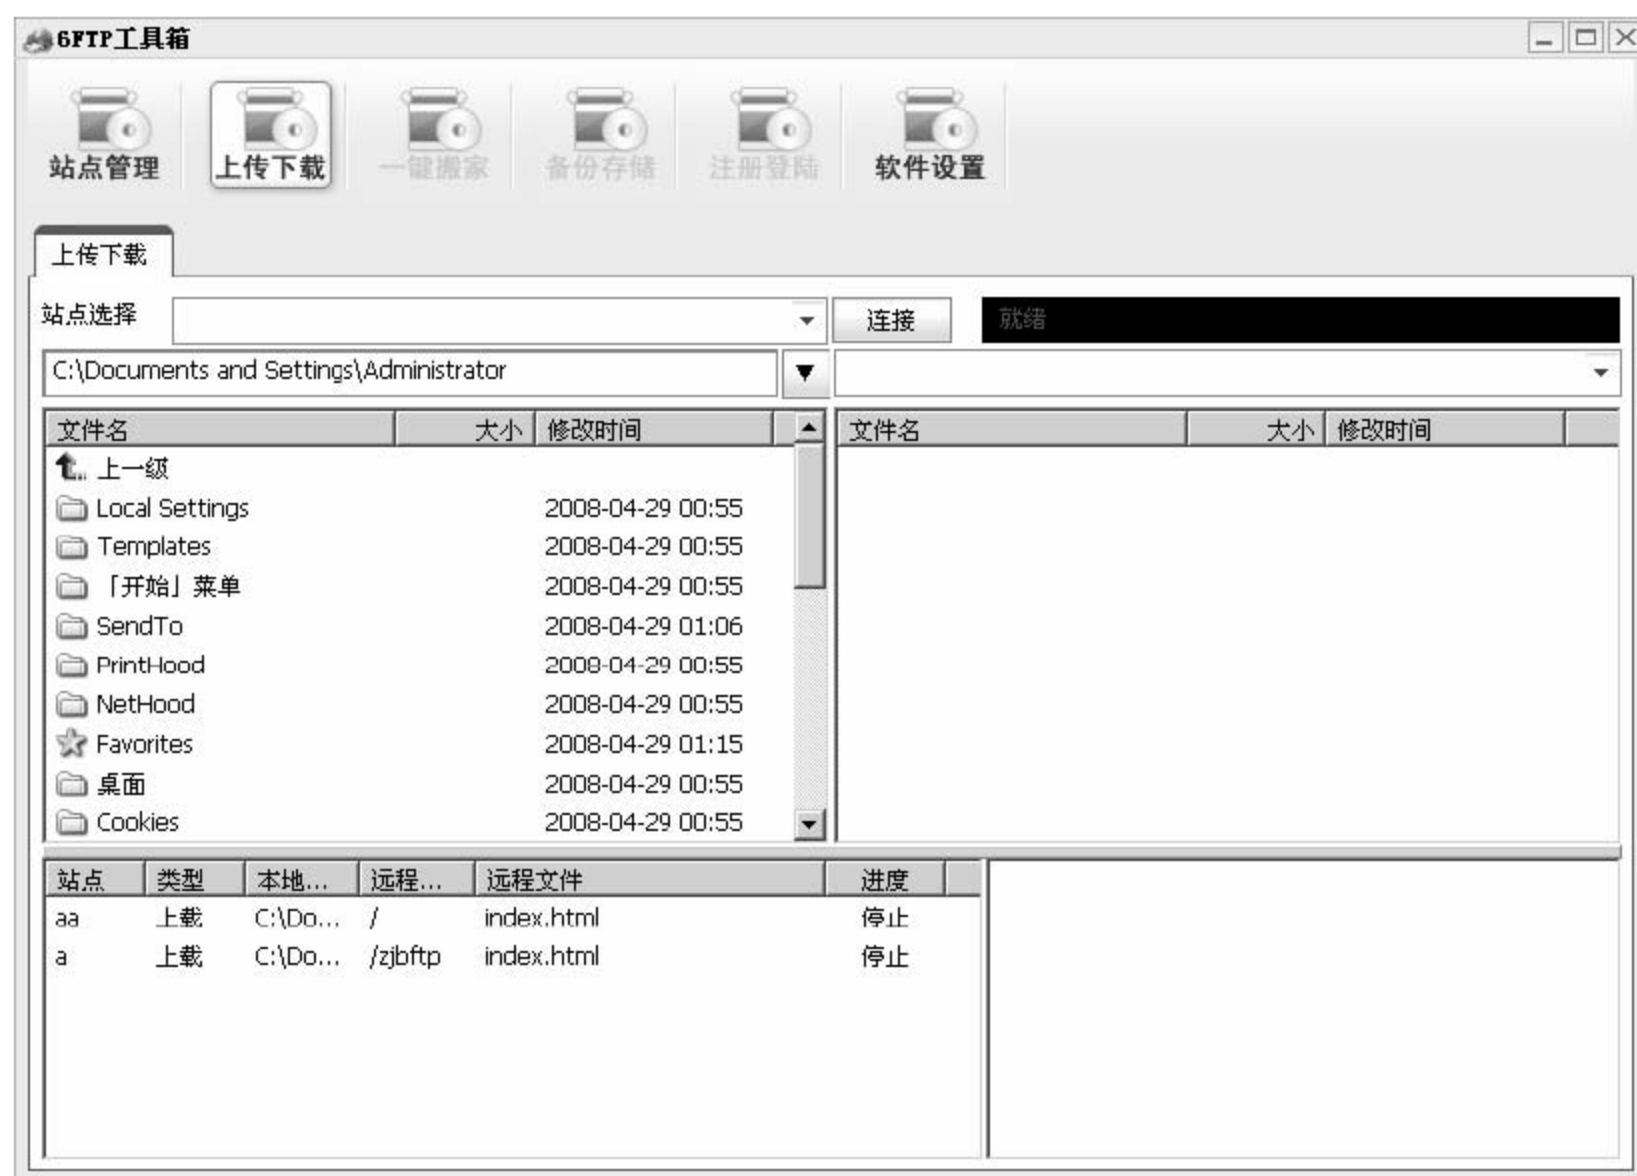 6FTP工具箱
站点管理 上传下载 一键搬家 备份存储 注册登陆 软件设置
上传下载
站点选择 连接 就绪
C:\Documents and Settings\Administrator
文件名 大小 修改时间 文件名 大小 修改时间
上一级
Local Settings 2008-04-29 00:55
Templates 2008-04-29 00:55
「开始」菜单 2008-04-29 00:55
SendTo 2008-04-29 01:06
PrintHood 2008-04-29 00:55
NetHood 2008-04-29 00:55
Favorites 2008-04-29 01:15
桌面 2008-04-29 00:55
Cookies 2008-04-29 00:55
站点 类型 本地... 远程... 远程文件 进度
aa 上载 C:\Do... / index.html 停止
a 上载 C:\Do... /zjbftp index.html 停止